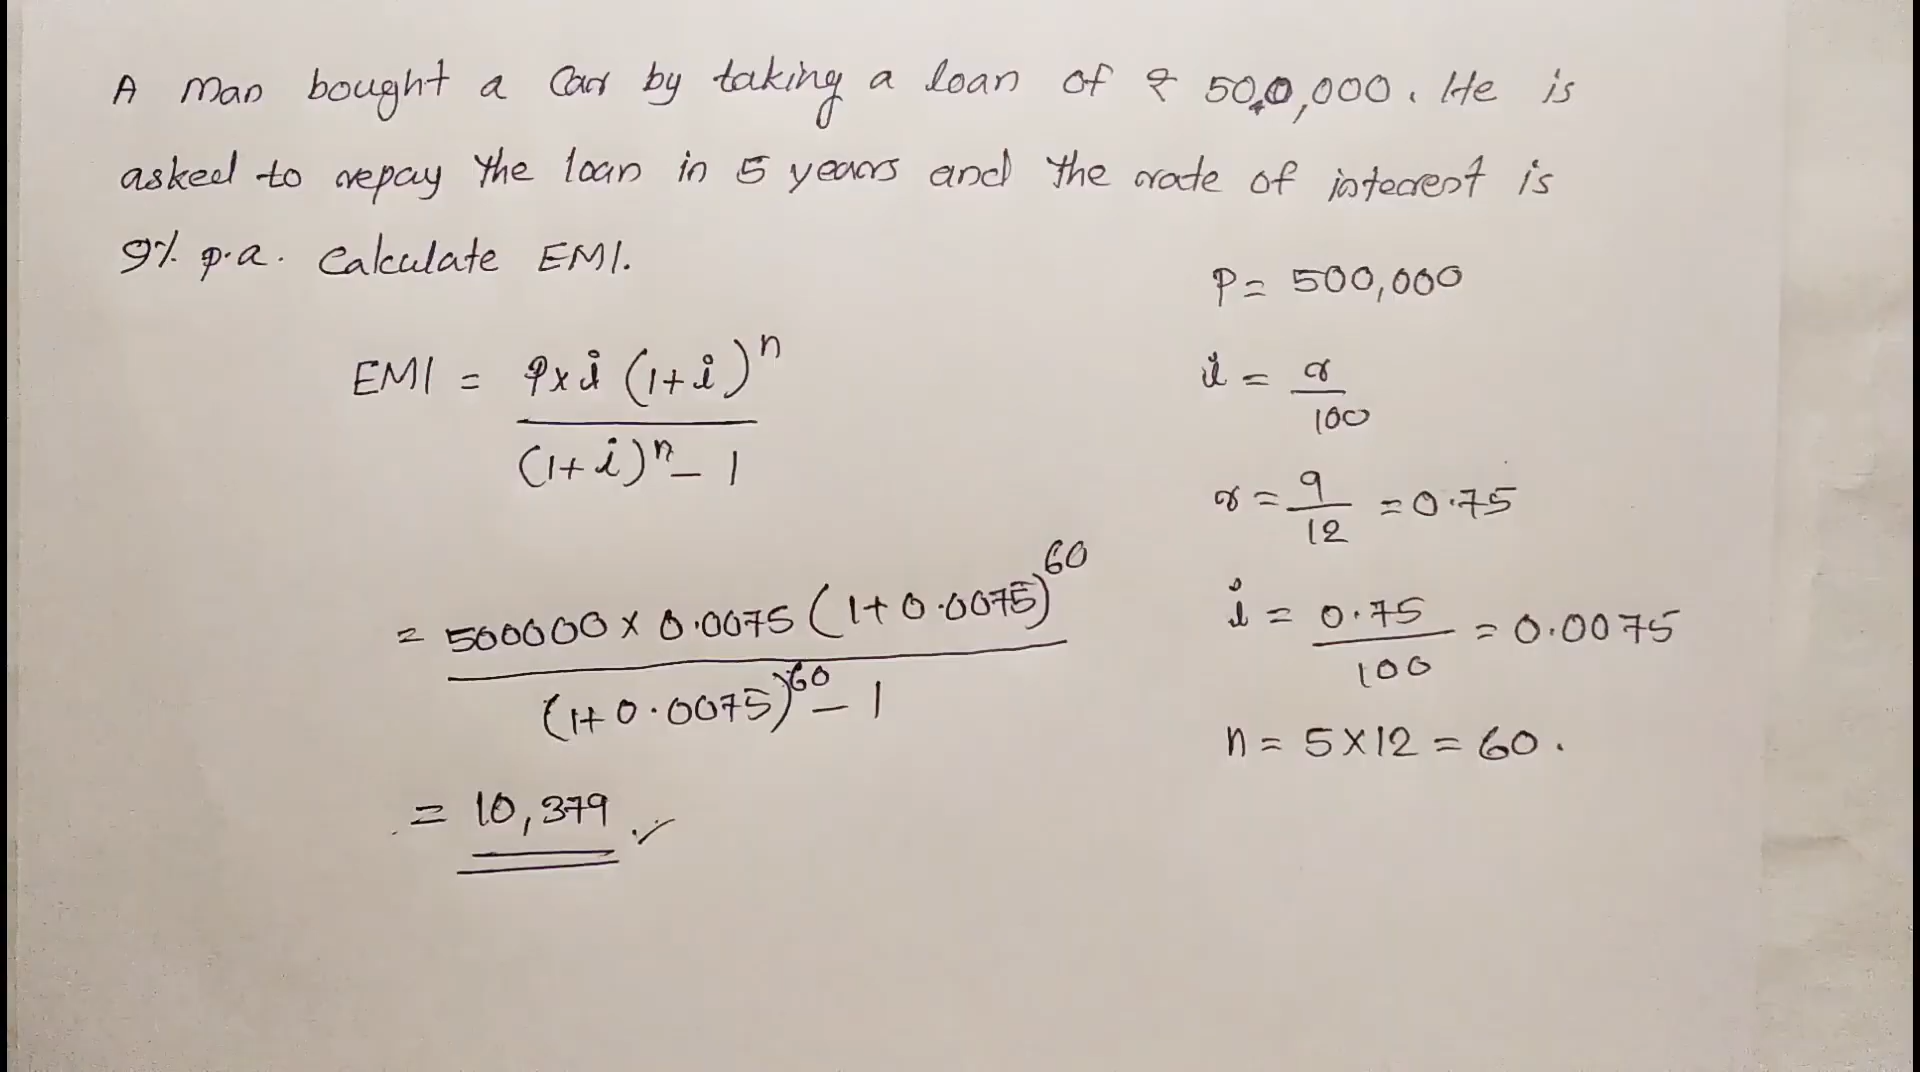 A man bought a Car by taking a loan of ₹ 500,000. He is
asked to repay the loan in 5 years and the rate of interest is
9% p.a. Calculate EMI.
P = 500,000
EMI = P x i (1+i)^n
(1+i)^n - 1
i = r
100
r = 9 = 0.75
12
= 500000 x 0.0075 (1+0.0075)^60
(1+0.0075)^60 - 1
i = 0.75 = 0.0075
100
n = 5 X 12 = 60.
= 10,379 ✓